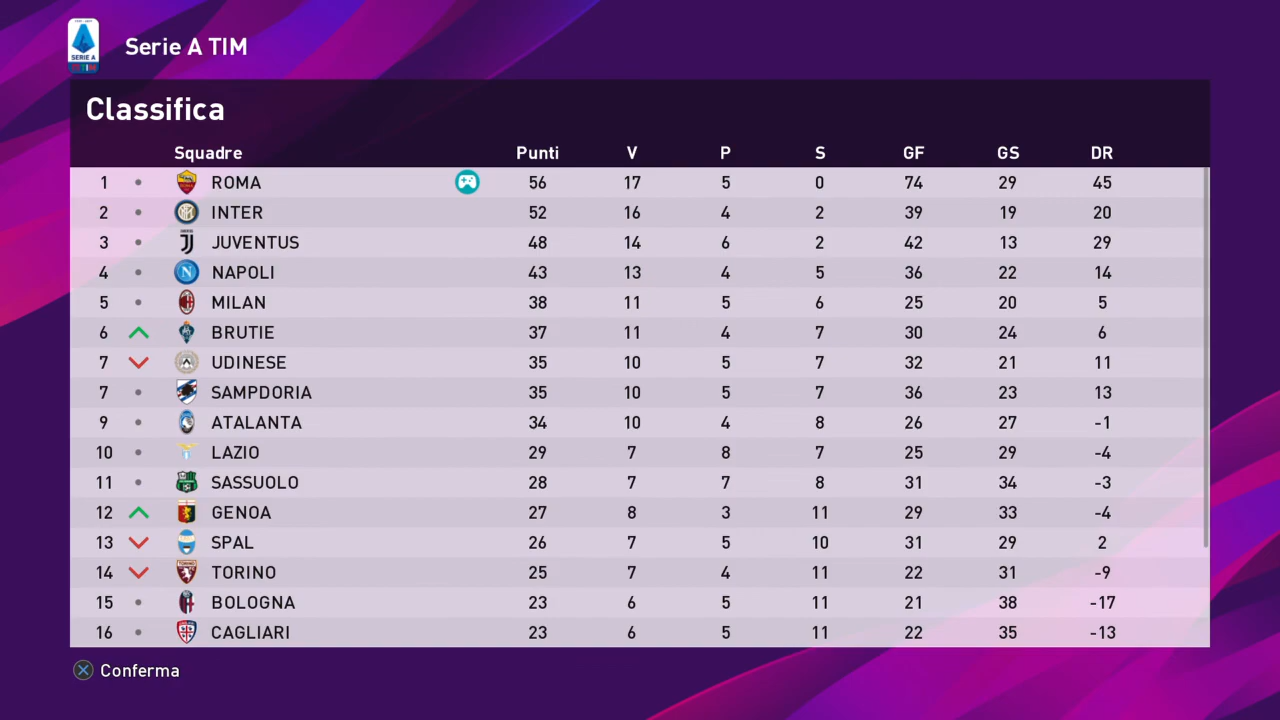 SERIE A
TIM
Serie A TIM
Classifica
Squadre Punti V P S GF GS DR
1 ROMA 56 17 5 0 74 29 45
2 INTER 52 16 4 2 39 19 20
3 JUVENTUS 48 14 6 2 42 13 29
4 NAPOLI 43 13 4 5 36 22 14
5 MILAN 38 11 5 6 25 20 5
6 BRUTIE 37 11 4 7 30 24 6
7 UDINESE 35 10 5 7 32 21 11
7 SAMPDORIA 35 10 5 7 36 23 13
9 ATALANTA 34 10 4 8 26 27 -1
10 LAZIO 29 7 8 7 25 29 -4
11 SASSUOLO 28 7 7 8 31 34 -3
12 GENOA 27 8 3 11 29 33 -4
13 SPAL 26 7 5 10 31 29 2
14 TORINO 25 7 4 11 22 31 -9
15 BOLOGNA 23 6 5 11 21 38 -17
16 CAGLIARI 23 6 5 11 22 35 -13
Conferma